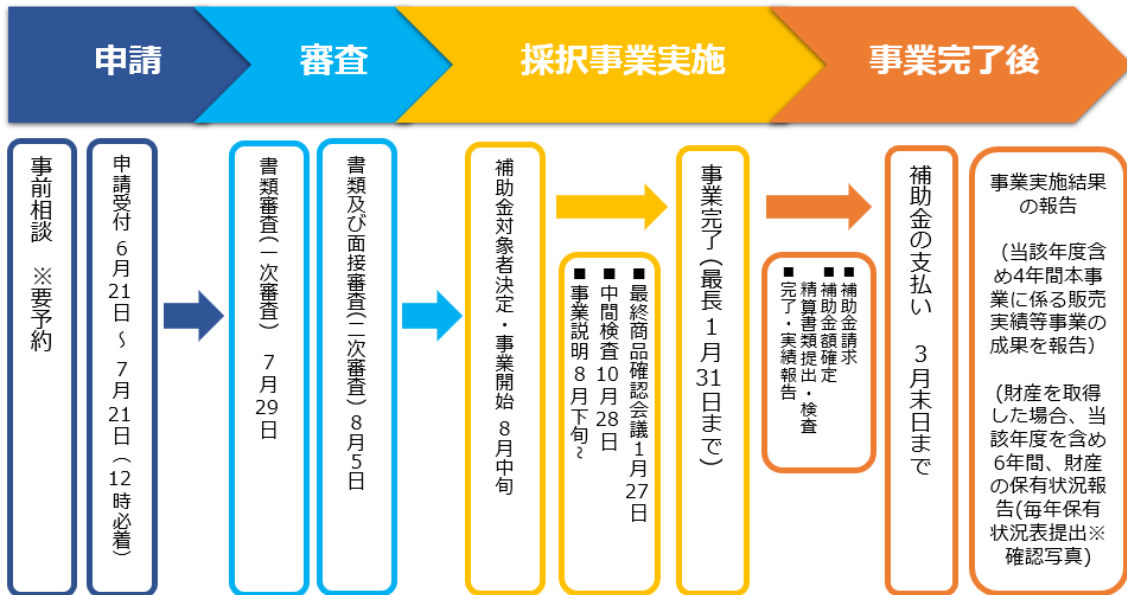 申請
審査
採択事業実施
事業完了後
事前相談　※要予約
申請受付 6月21日～ 7月21日（12時必着）
書類審査(一次審査) 7月29日
書類及び面接審査(二次審査) 8月5日
補助金対象者決定・事業開始 8月中旬
■事業説明8月下旬~
■中間検査10月28日
■最終商品確認会議1月27日
事業完了(最長1月31日まで)
■完了・実績報告
精算書類提出・検査
■補助金額確定
■補助金請求
補助金の支払い　3月末日まで
事業実施結果
の報告
（当該年度含
め4年間本事
業に係る販売
実績等事業の
成果を報告）
(財産を取得
した場合、当
該年度を含め
6年間、財産
の保有状況報
告(毎年保有
状況表提出※
確認写真)